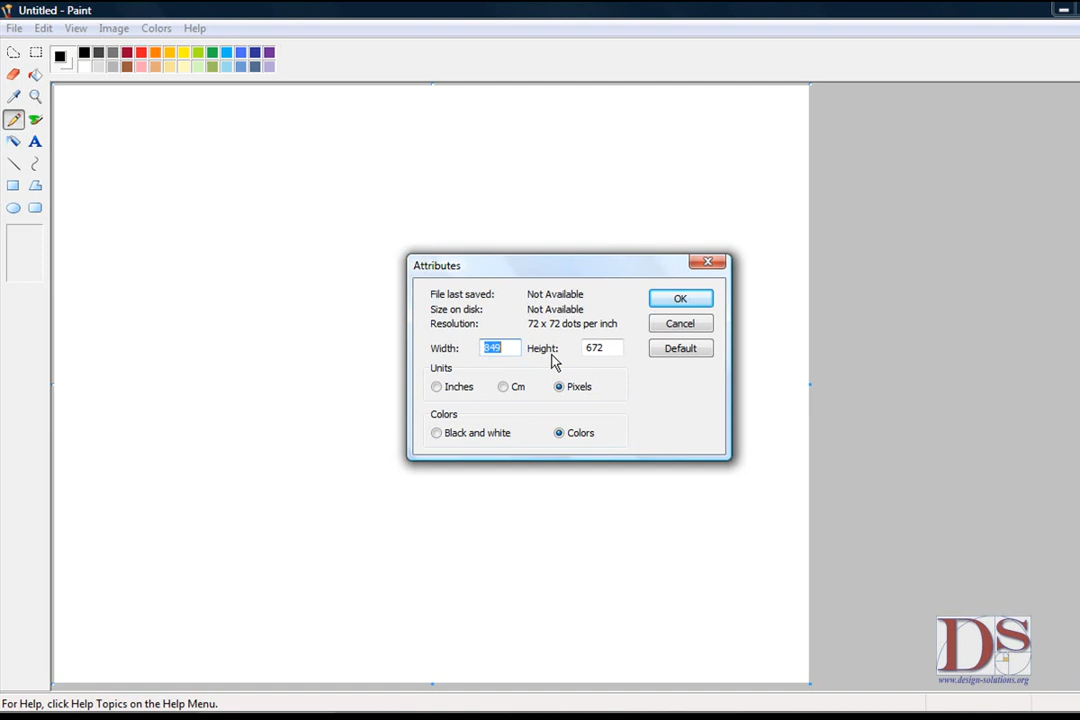 Untitled - Paint
File Edit View Image Colors Help
Attributes
File last saved: Not Available
Size on disk: Not Available
Resolution: 72 x 72 dots per inch
Width: 849 Height: 672
Units
Inches Cm Pixels
Colors
Black and white Colors
OK
Cancel
Default
DS
www.design-solutions.org
For Help, click Help Topics on the Help Menu.